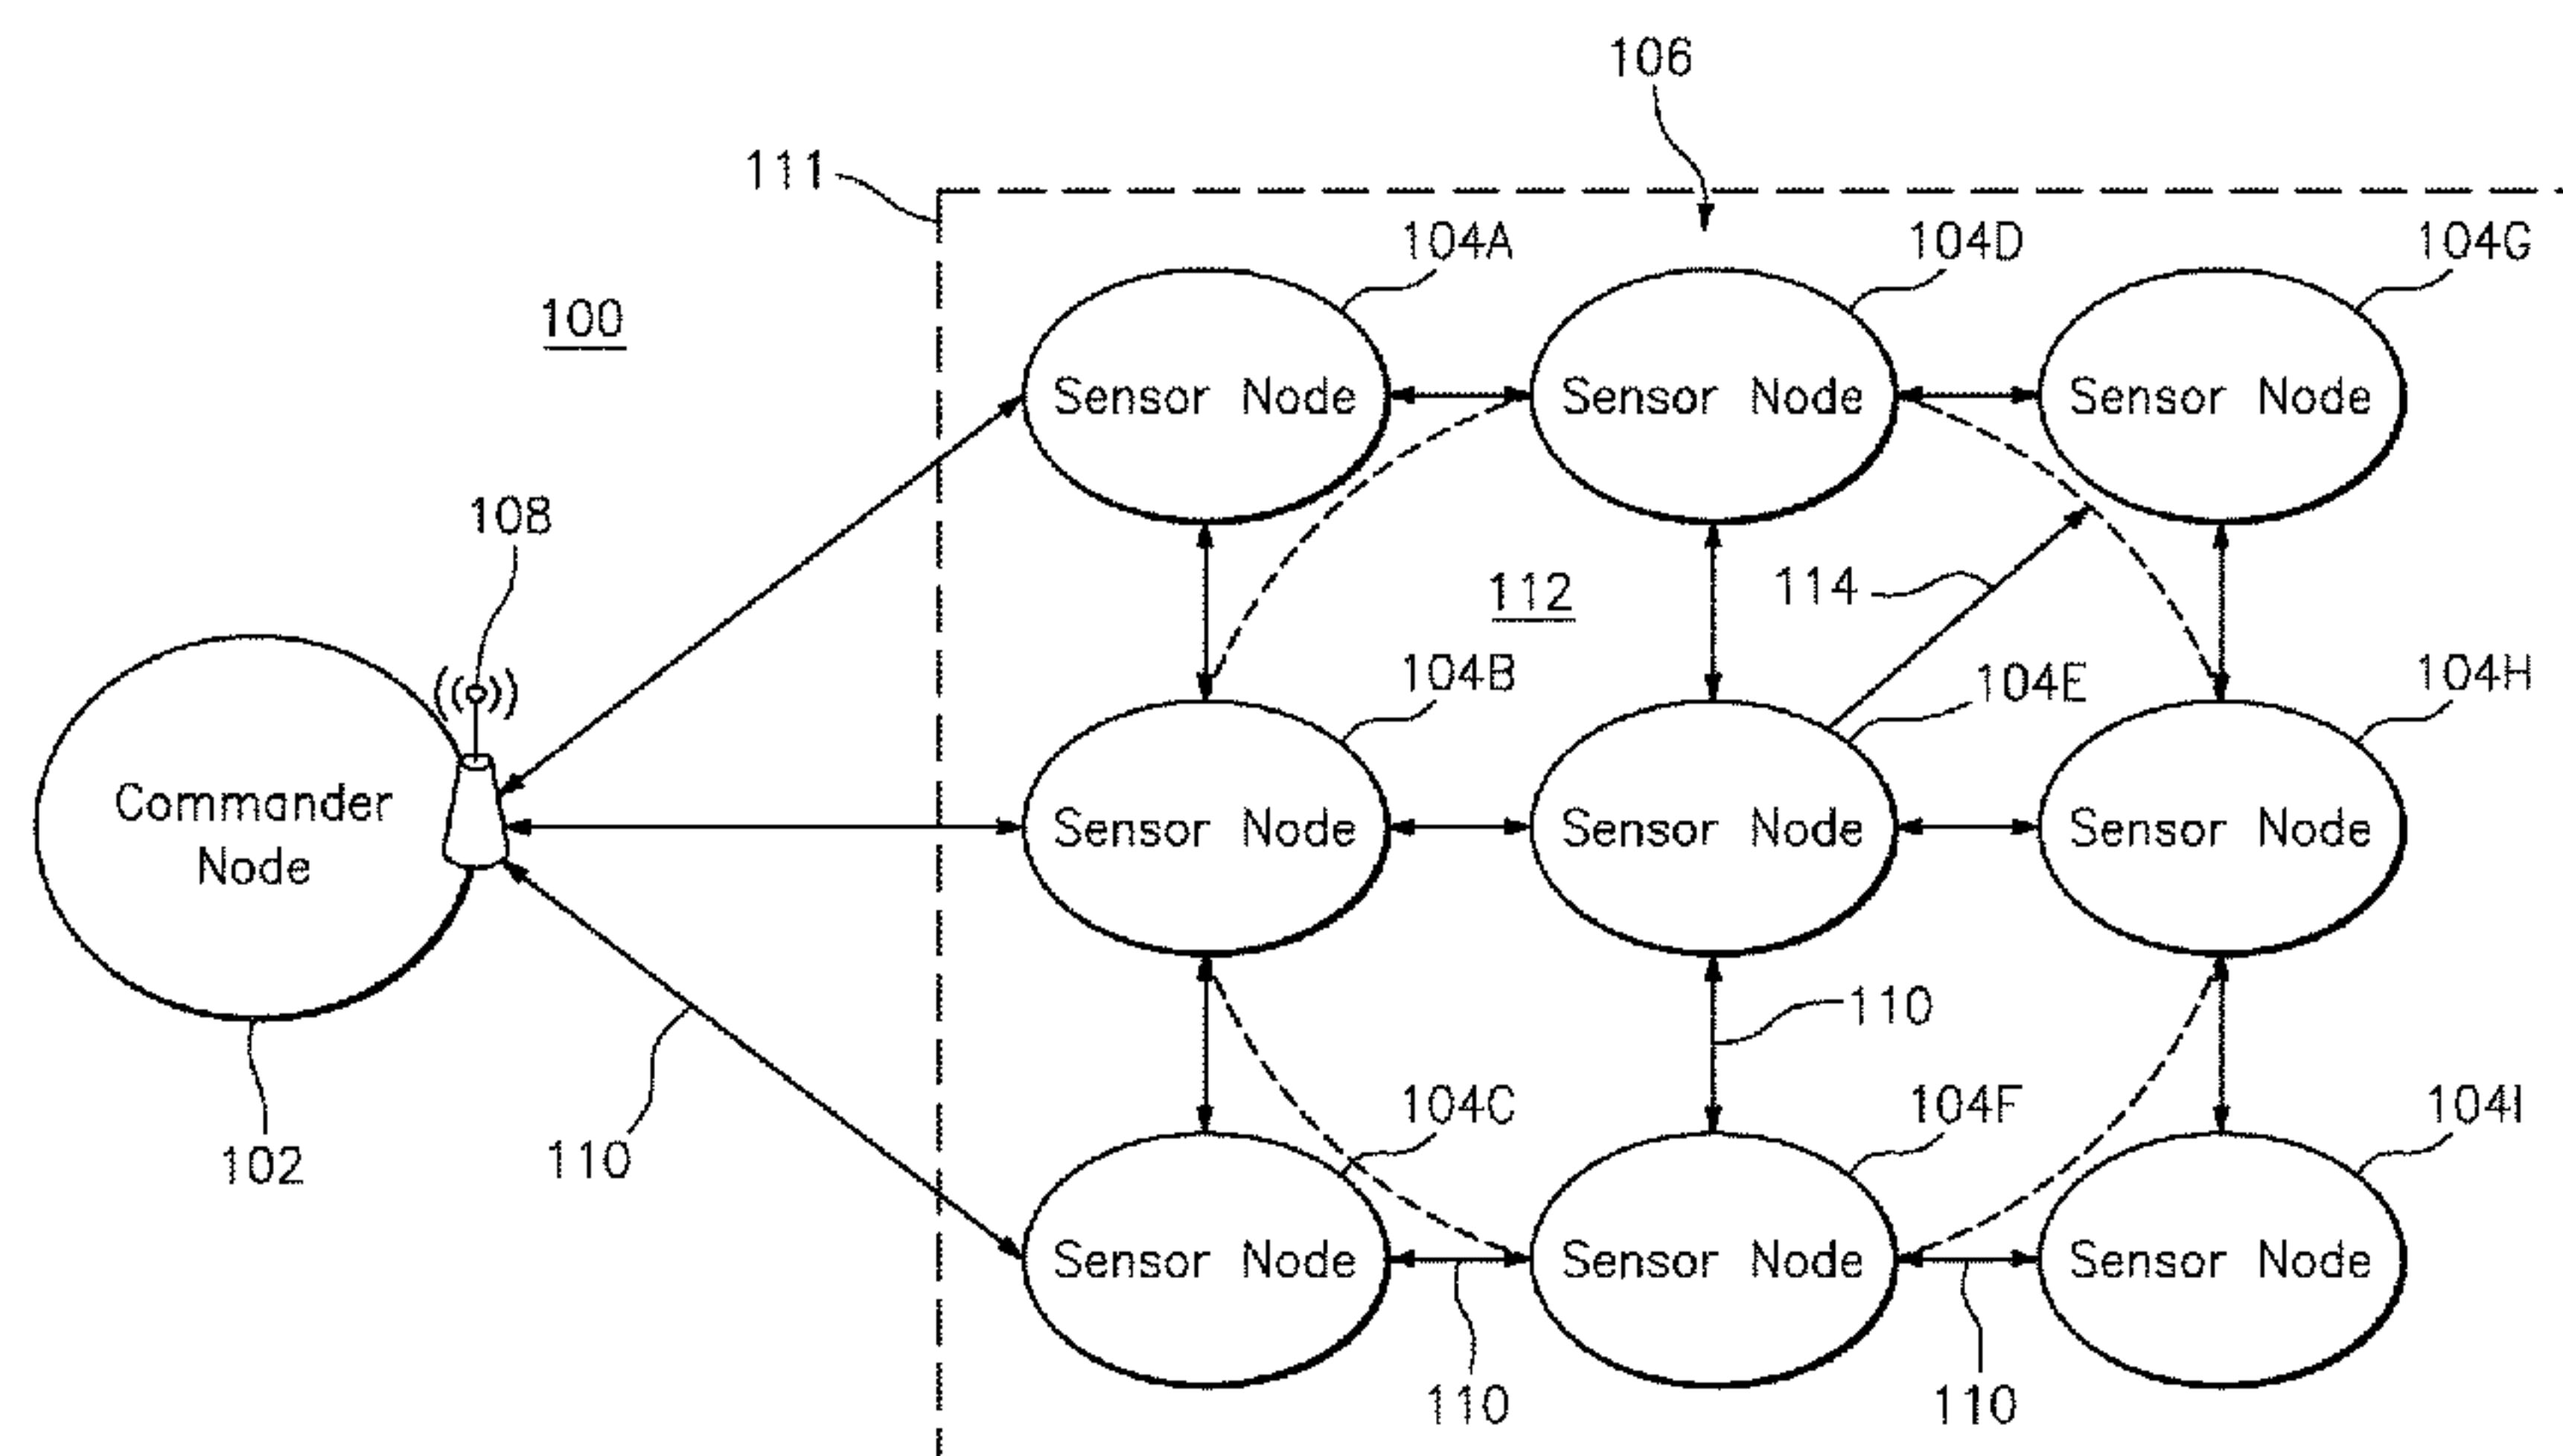 106
111
104A
104D
104G
100
Sensor Node
Sensor Node
Sensor Node
108
112
114
104B
104E
104H
Commander
Node
Sensor Node
Sensor Node
Sensor Node
110
104C
104F
104I
102
110
Sensor Node
Sensor Node
Sensor Node
110
110